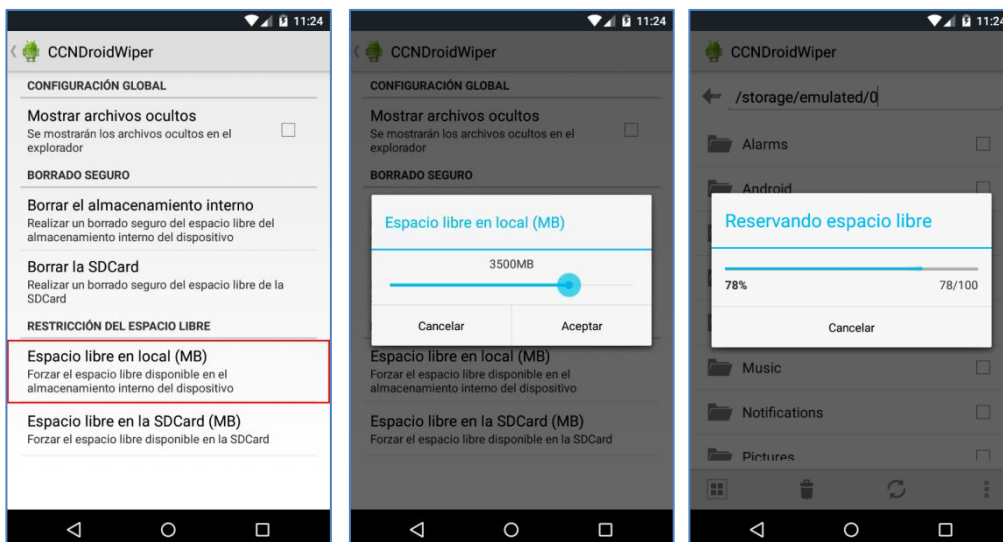 11:24
CCNDroidWiper
CONFIGURACIÓN GLOBAL
Mostrar archivos ocultos
Se mostrarán los archivos ocultos en el
explorador
BORRADO SEGURO
Borrar el almacenamiento interno
Realizar un borrado seguro del espacio libre del
almacenamiento interno del dispositivo
Borrar la SDCard
Realizar un borrado seguro del espacio libre de la
SDCard
RESTRICCIÓN DEL ESPACIO LIBRE
Espacio libre en local (MB)
Forzar el espacio libre disponible en el
almacenamiento interno del dispositivo
Espacio libre en la SDCard (MB)
Forzar el espacio libre disponible en la SDCard
11:24
CCNDroidWiper
CONFIGURACIÓN GLOBAL
Mostrar archivos ocultos
Se mostrarán los archivos ocultos en el
explorador
BORRADO SEGURO
Espacio libre en local (MB)
3500MB
Cancelar Aceptar
Espacio libre en local (MB)
Forzar el espacio libre disponible en el
almacenamiento interno del dispositivo
Espacio libre en la SDCard (MB)
Forzar el espacio libre disponible en la SDCard
11:24
CCNDroidWiper
/storage/emulated/0
Alarms
Android
Reservando espacio libre
78% 78/100
Cancelar
Music
Notifications
Pictures